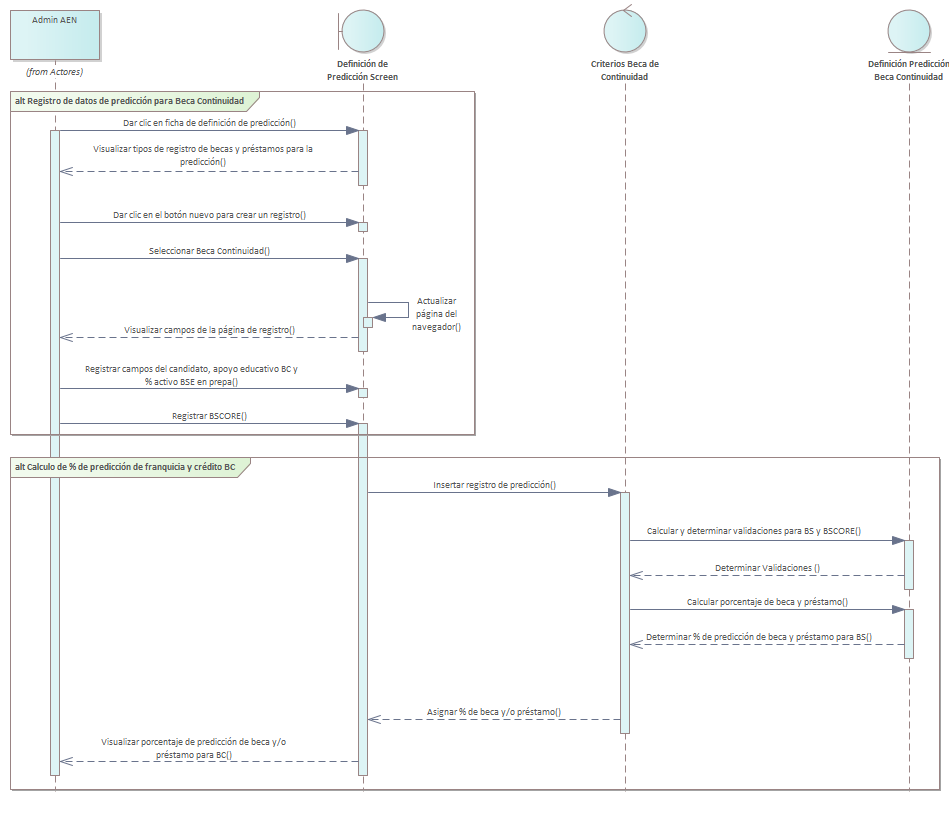 Admin AEN
(from Actores)
Definición de
Predicción Screen
Criterios Beca de
Continuidad
Definición Predicción
Beca Continuidad
alt Registro de datos de predicción para Beca Continuidad
Dar clic en ficha de definición de predicción()
Visualizar tipos de registro de becas y préstamos para la
predicción()
Dar clic en el botón nuevo para crear un registro()
Seleccionar Beca Continuidad()
Actualizar
página del
navegador()
Visualizar campos de la página de registro()
Registrar campos del candidato, apoyo educativo BC y
% activo BSE en prepa()
Registrar BSCORE()
alt Calculo de % de predicción de franquicia y crédito BC
Insertar registro de predicción()
Calcular y determinar validaciones para BS y BSCORE()
Determinar Validaciones ()
Calcular porcentaje de beca y préstamo()
Determinar % de predicción de beca y préstamo para BS()
Asignar % de beca y/o préstamo()
Visualizar porcentaje de predicción de beca y/o
préstamo para BC()